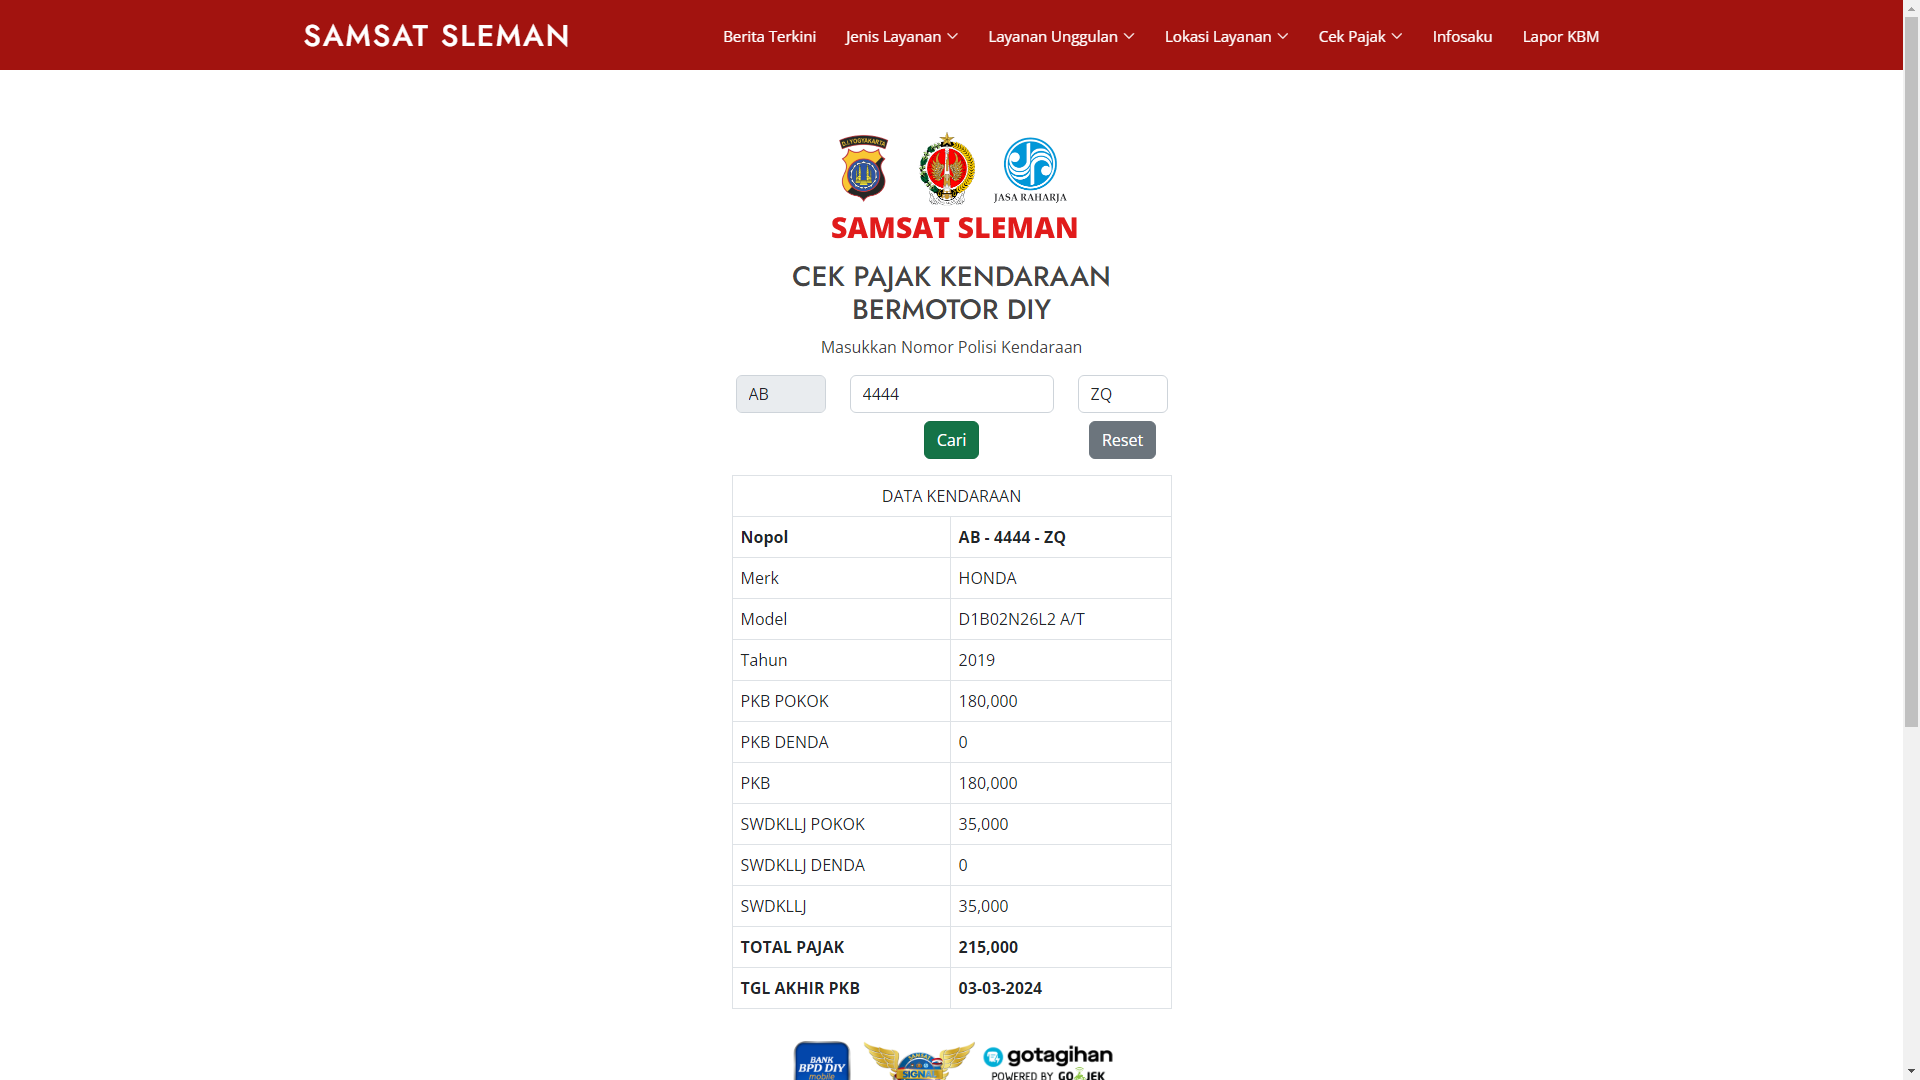 SAMSAT SLEMAN
Berita Terkini
Jenis Layanan
Layanan Unggulan
Lokasi Layanan
Cek Pajak
Infosaku
Lapor KBM
D.I.YOGYAKARTA
JASA RAHARJA
SAMSAT SLEMAN
CEK PAJAK KENDARAAN
BERMOTOR DIY
Masukkan Nomor Polisi Kendaraan
AB 4444 ZQ
Cari Reset
DATA KENDARAAN
Nopol AB - 4444 - ZQ
Merk HONDA
Model D1B02N26L2 A/T
Tahun 2019
PKB POKOK 180,000
PKB DENDA 0
PKB 180,000
SWDKLLJ POKOK 35,000
SWDKLLJ DENDA 0
SWDKLLJ 35,000
TOTAL PAJAK 215,000
TGL AKHIR PKB 03-03-2024
BANK
BPD DIY
mobile
SAMSAT
SIGNAL
gotagihan
POWERED BY GOJEK